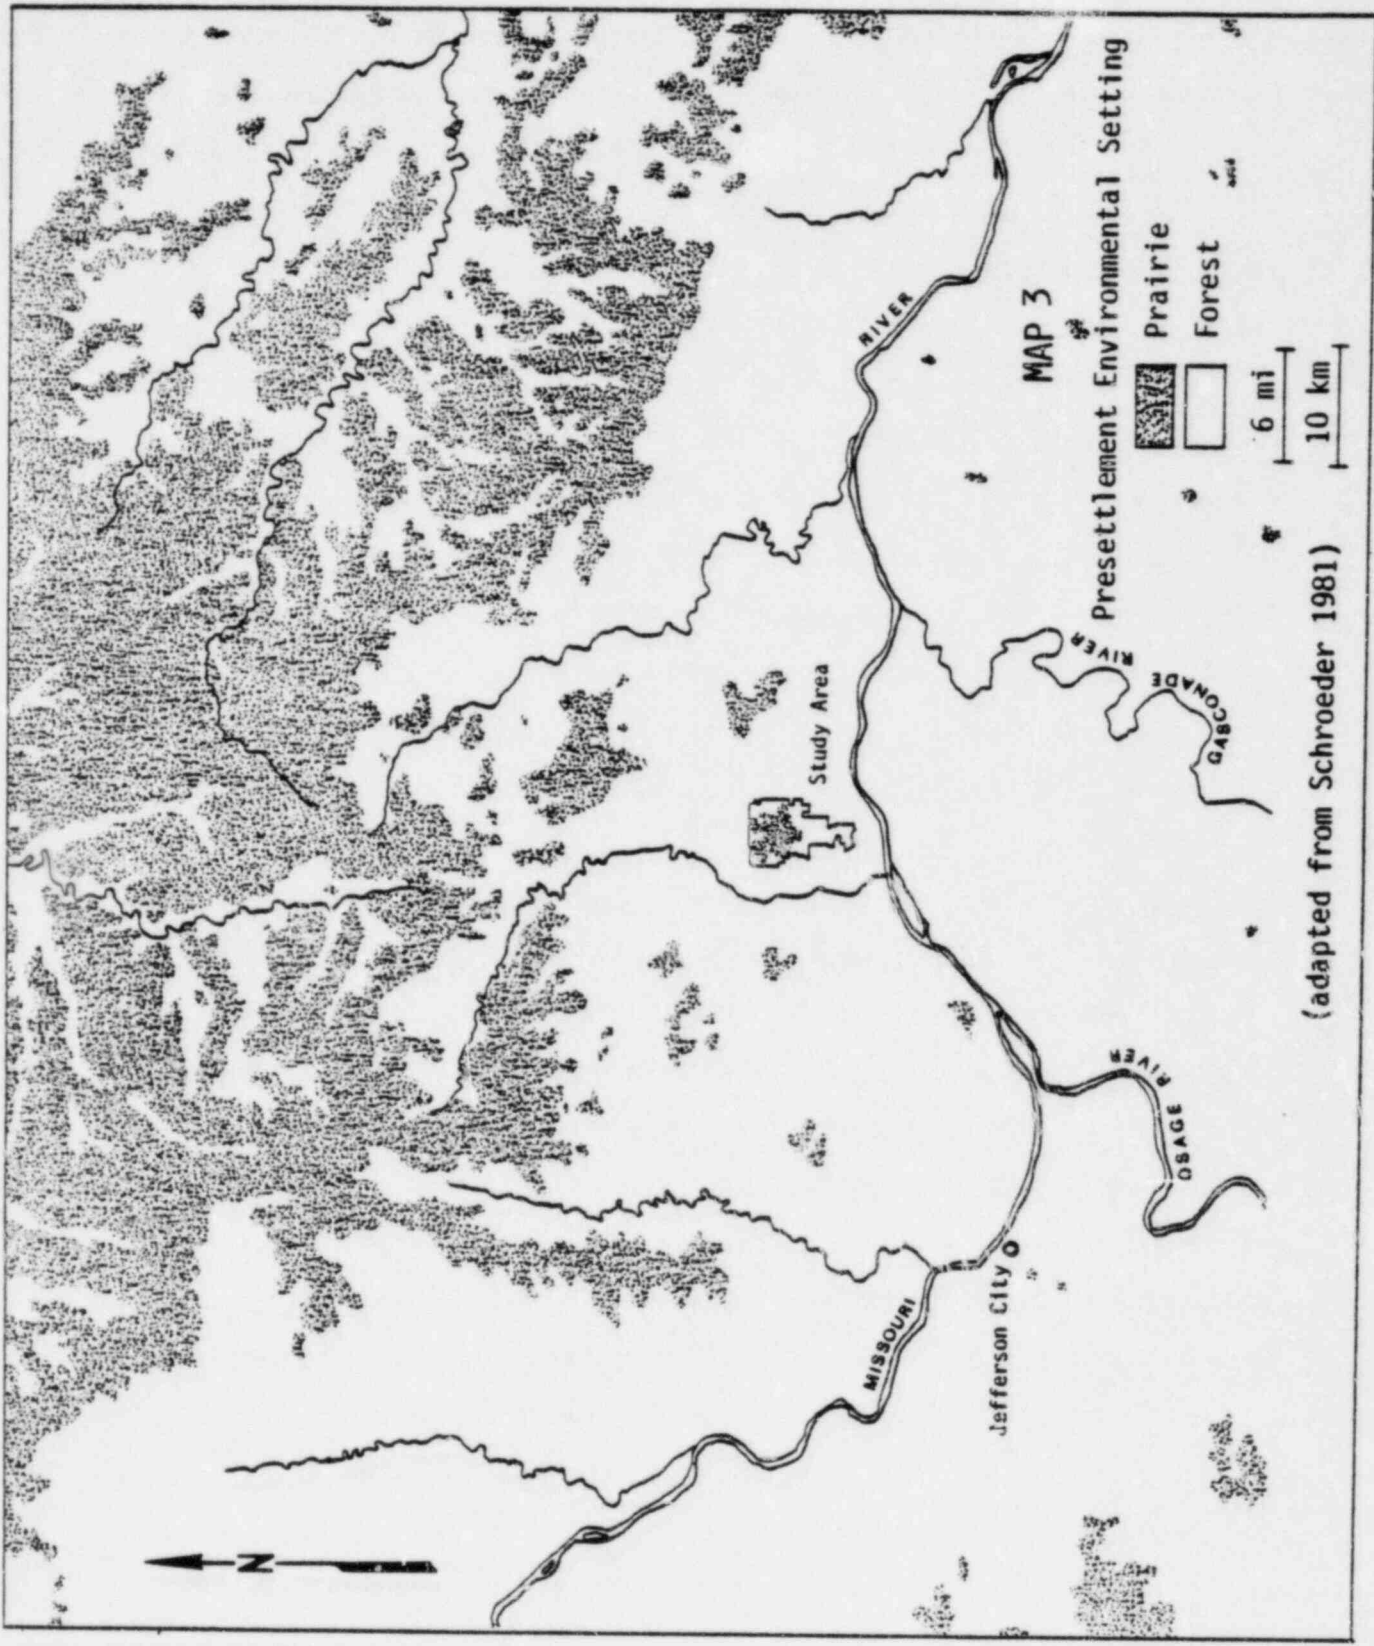 N
MISSOURI
Jefferson City
OSAGE RIVER
Study Area
GASCONADE RIVER
RIVER
MAP 3
Presettlement Environmental Setting
Prairie
Forest
6 mi
10 km
(adapted from Schroeder 1981)